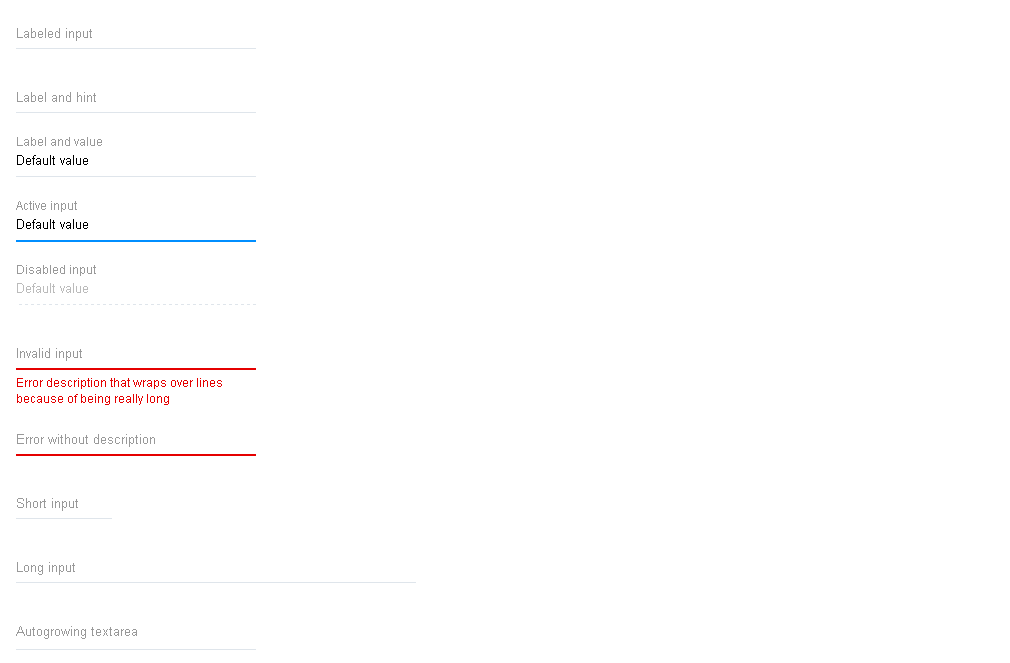 Labeled input
Label and hint
Label and value
Default value
Active input
Default value
Disabled input
Default value
Invalid input
Error description that wraps over lines
because of being really long
Error without description
Short input
Long input
Autogrowing textarea